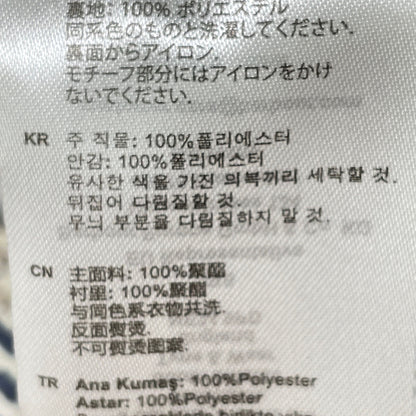 裏地: 100% ポリエステル
同系色のものと洗濯してください。
裏面からアイロン。
モチーフ部分にはアイロンをかけ
ないでください。
KR 주 직물: 100%폴리에스터
안감: 100%폴리에스터
유사한 색을 가진 의복끼리 세탁할 것.
뒤집어 다림질할 것.
무늬 부분을 다림질하지 말 것.
CN 主面料: 100%聚酯
衬里: 100%聚酯
与同色系衣物共洗.
反面熨烫.
不可熨烫图案.
TR Ana Kumaş: 100%Polyester
Astar: 100%Polyester